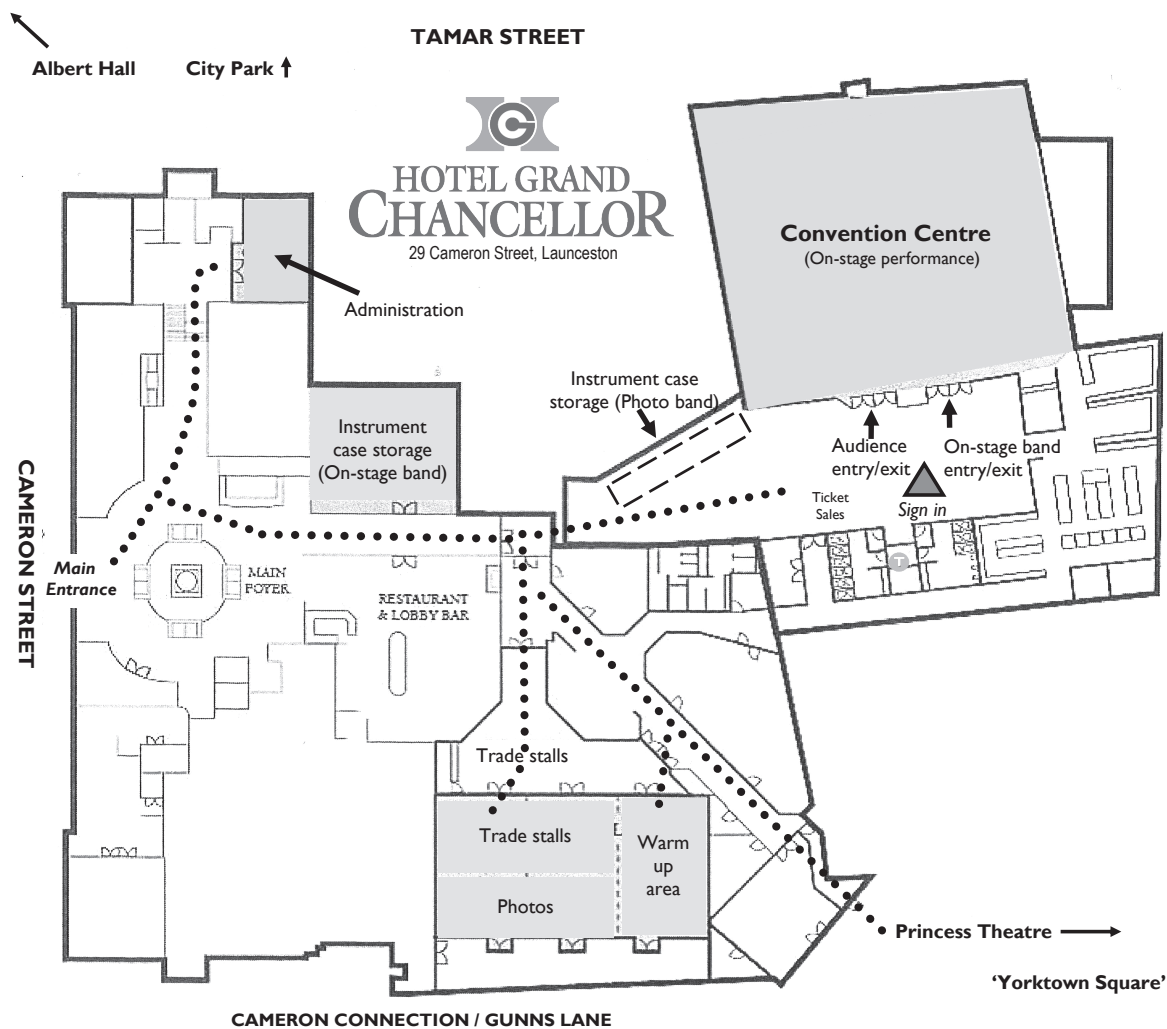 TAMAR STREET
Albert Hall
City Park
HOTEL GRAND
CHANCELLOR
29 Cameron Street, Launceston
Convention Centre
(On-stage performance)
Administration
Instrument case
storage (Photo band)
Instrument
case storage
(On-stage band)
Audience
entry/exit
On-stage band
entry/exit
Ticket
Sales
Sign in
T
CAMERON STREET
Main
Entrance
MAIN
FOYER
RESTAURANT
& LOBBY BAR
Trade stalls
Trade stalls
Photos
Warm
up
area
Princess Theatre
'Yorktown Square'
CAMERON CONNECTION / GUNNS LANE